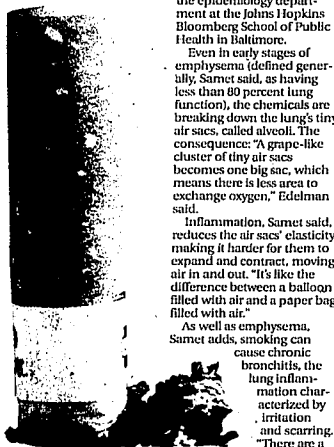 the epidemiology depart-
ment at the Johns Hopkins
Bloomberg School of Public
Health in Baltimore.
Even in early stages of
emphysema (defined gener-
ally, Samet said, as having
less than 80 percent lung
function), the chemicals are
breaking down the lung's tiny
air sacs, called alveoli. The
consequence: "A grape-like
cluster of tiny air sacs
becomes one big sac, which
means there is less area to
exchange oxygen," Edelman
said.
Inflammation, Samet said,
reduces the air sacs' elasticity
making it harder for them to
expand and contract, moving
air in and out. "It's like the
difference between a balloon
filled with air and a paper bag
filled with air."
As well as emphysema,
Samet adds, smoking can
cause chronic
bronchitis, the
lung inflam-
mation char-
acterized by
irritation
and scarring.
"There are a